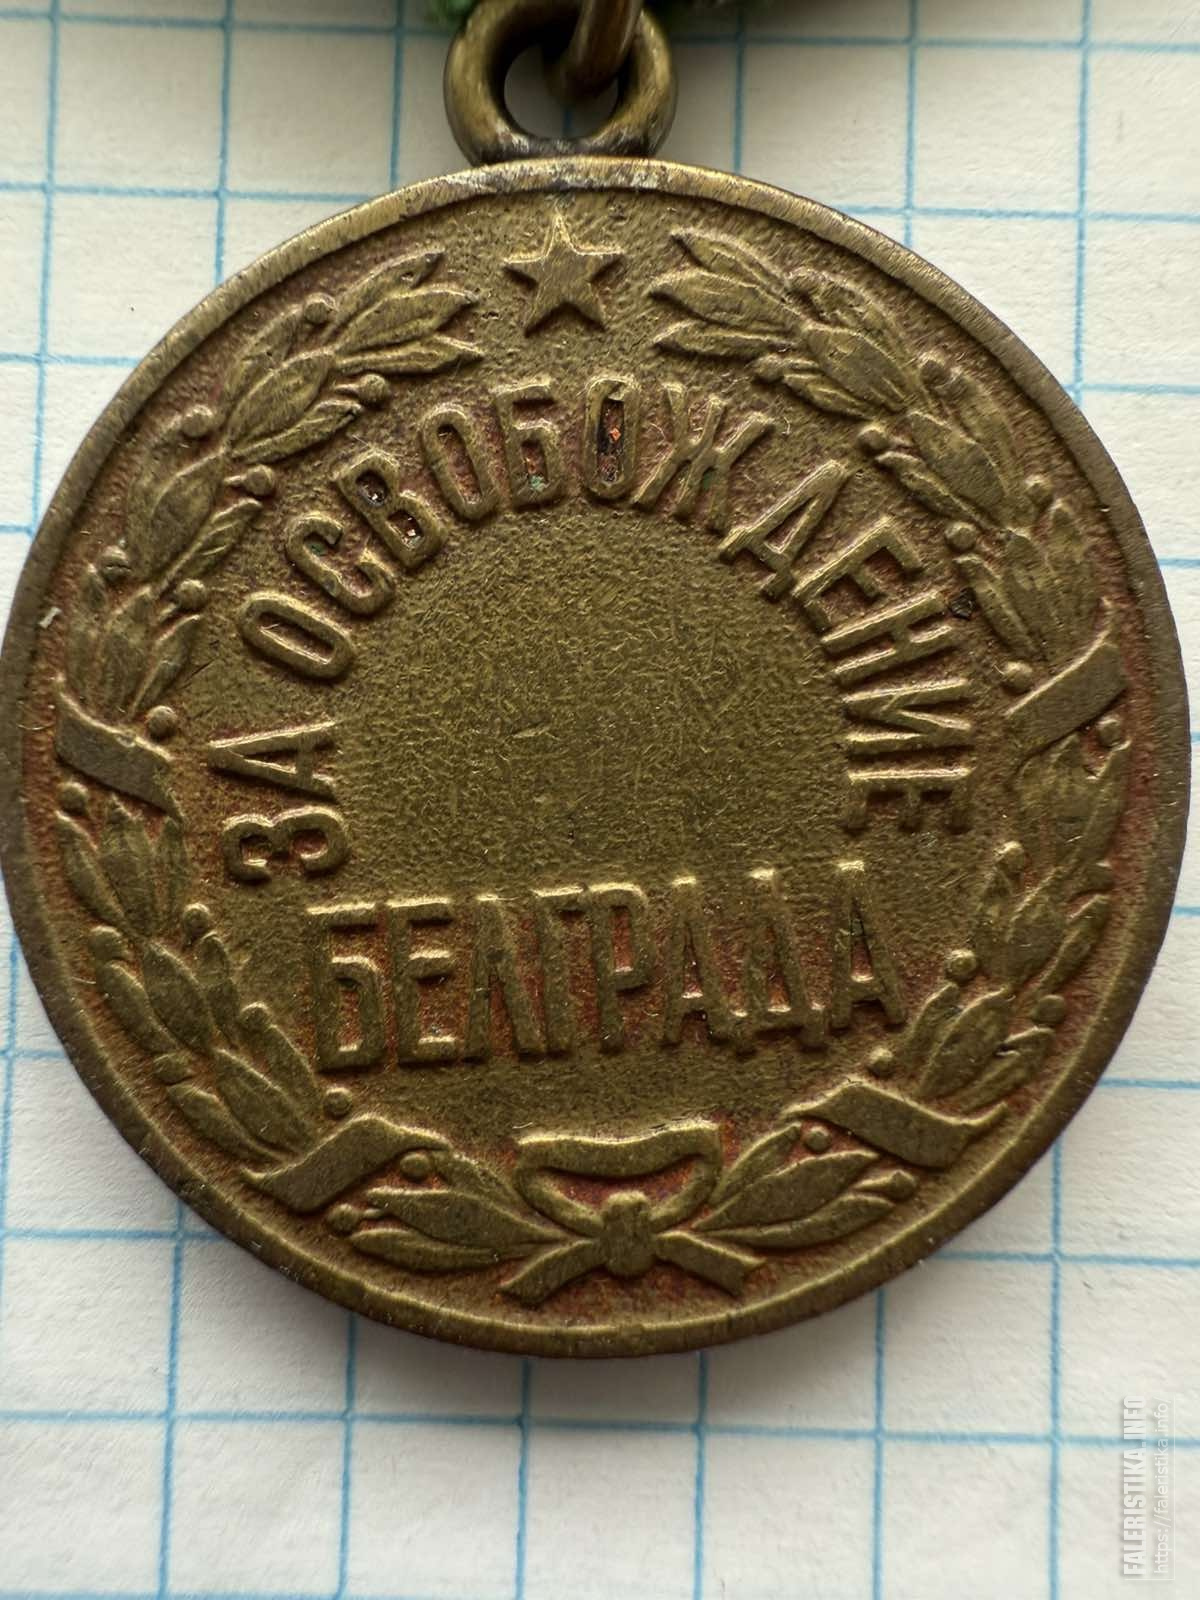 ЗА ОСВОБОЖДЕНИЕ
БЕЛГРАДА
FALERISTIKA.INFO
https://faleristika.info